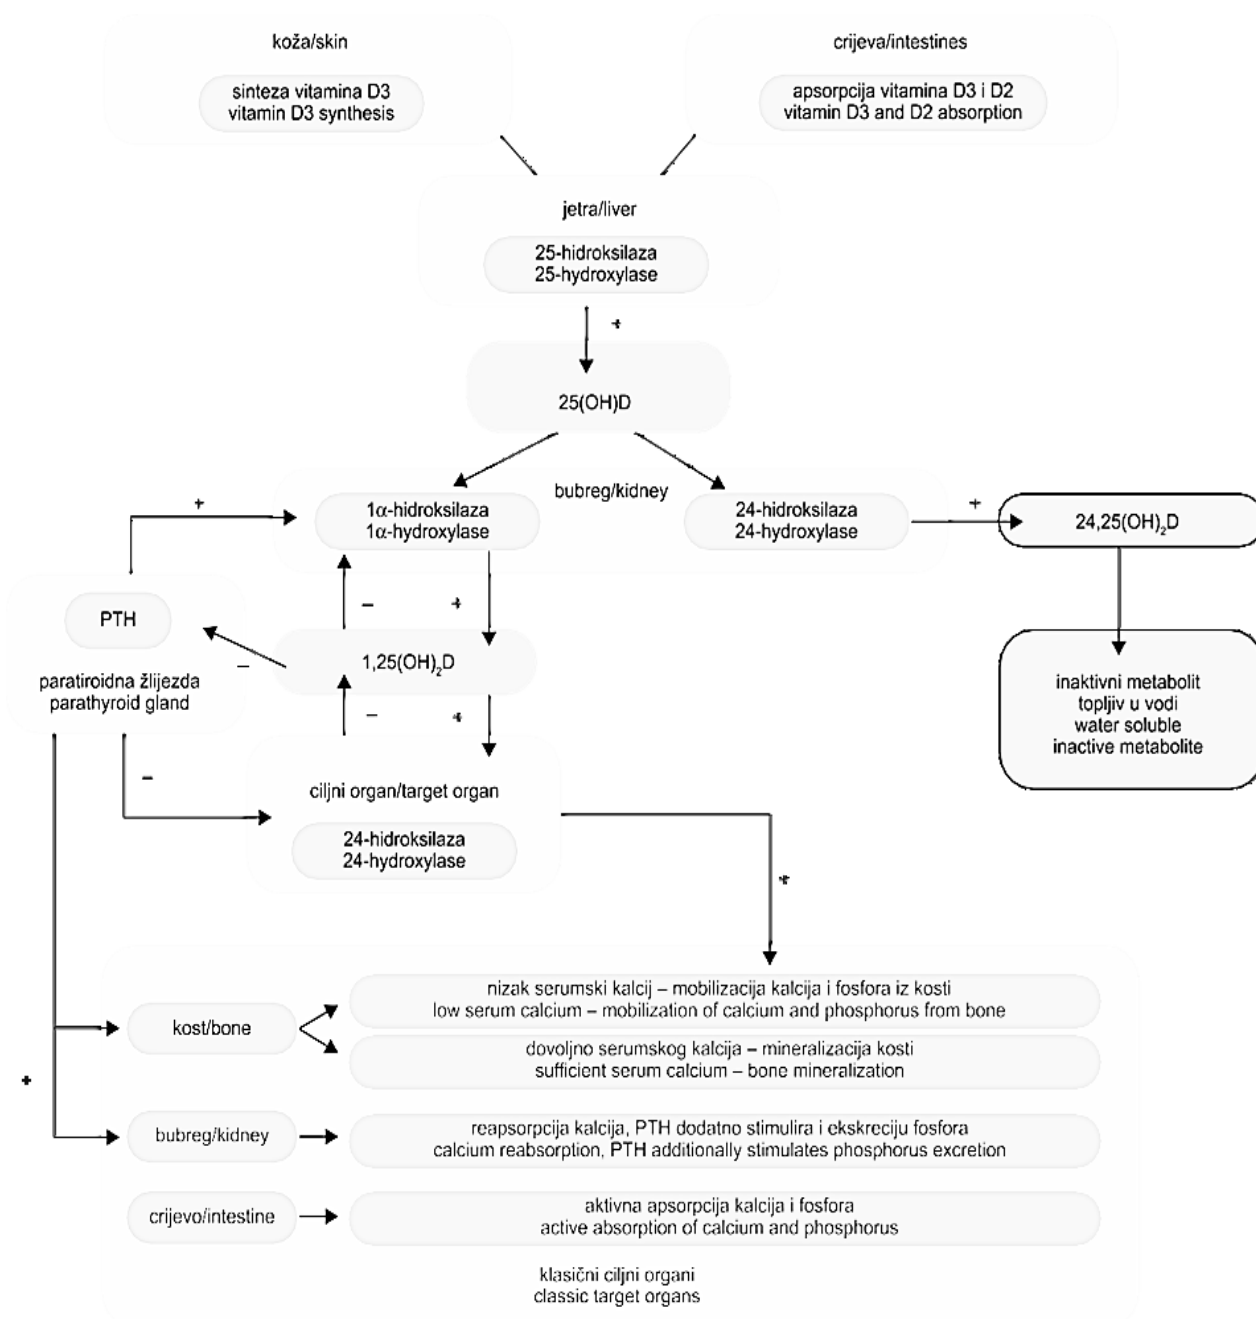 koža/skin
sinteza vitamina D3
vitamin D3 synthesis
crijeva/intestines
apsorpcija vitamina D3 i D2
vitamin D3 and D2 absorption
jetra/liver
25-hidroksilaza
25-hydroxylase
+
25(OH)D
bubreg/kidney
+
1α-hidroksilaza
1α-hydroxylase
24-hidroksilaza
24-hydroxylase
+
24,25(OH)₂D
inaktivni metabolit
topljiv u vodi
water soluble
inactive metabolite
– +
PTH
paratiroidna žlijezda
parathyroid gland
–
1,25(OH)₂D
– +
–
ciljni organ/target organ
24-hidroksilaza
24-hydroxylase
+
+
kost/bone
nizak serumski kalcij – mobilizacija kalcija i fosfora iz kosti
low serum calcium – mobilization of calcium and phosphorus from bone
dovoljno serumskog kalcija – mineralizacija kosti
sufficient serum calcium – bone mineralization
bubreg/kidney
reapsorpcija kalcija, PTH dodatno stimulira i ekskreciju fosfora
calcium reabsorption, PTH additionally stimulates phosphorus excretion
crijevo/intestine
aktivna apsorpcija kalcija i fosfora
active absorption of calcium and phosphorus
klasični ciljni organi
classic target organs